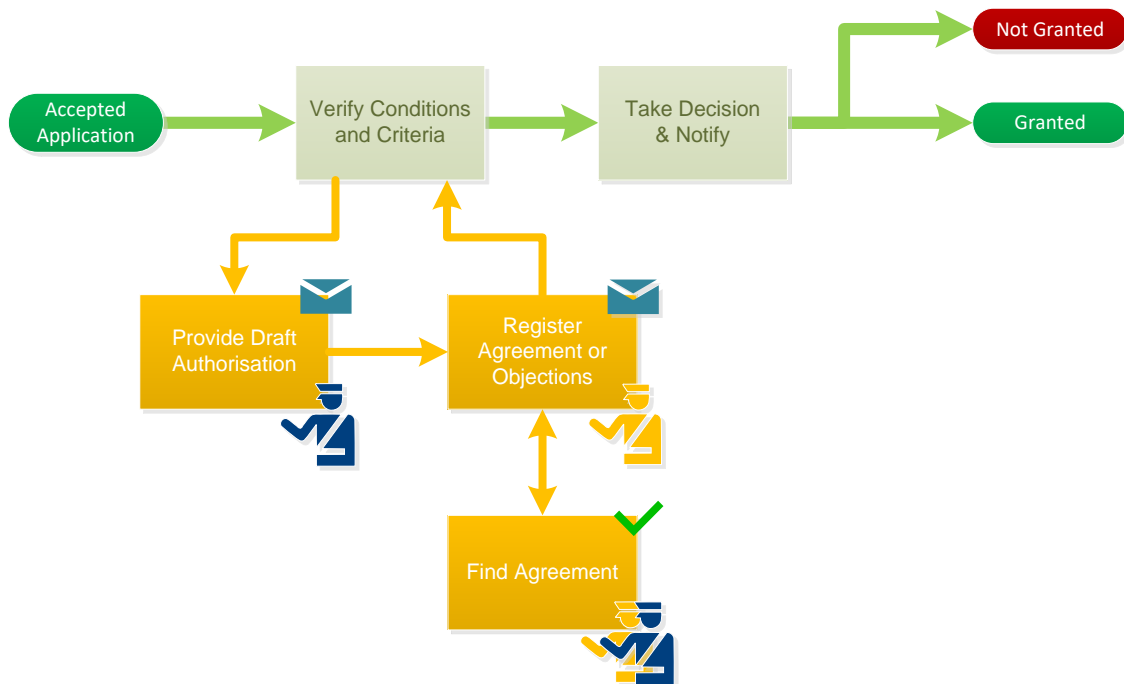 Not Granted
Accepted
Application
Verify Conditions
and Criteria
Take Decision
& Notify
Granted
Provide Draft
Authorisation
Register
Agreement or
Objections
Find Agreement